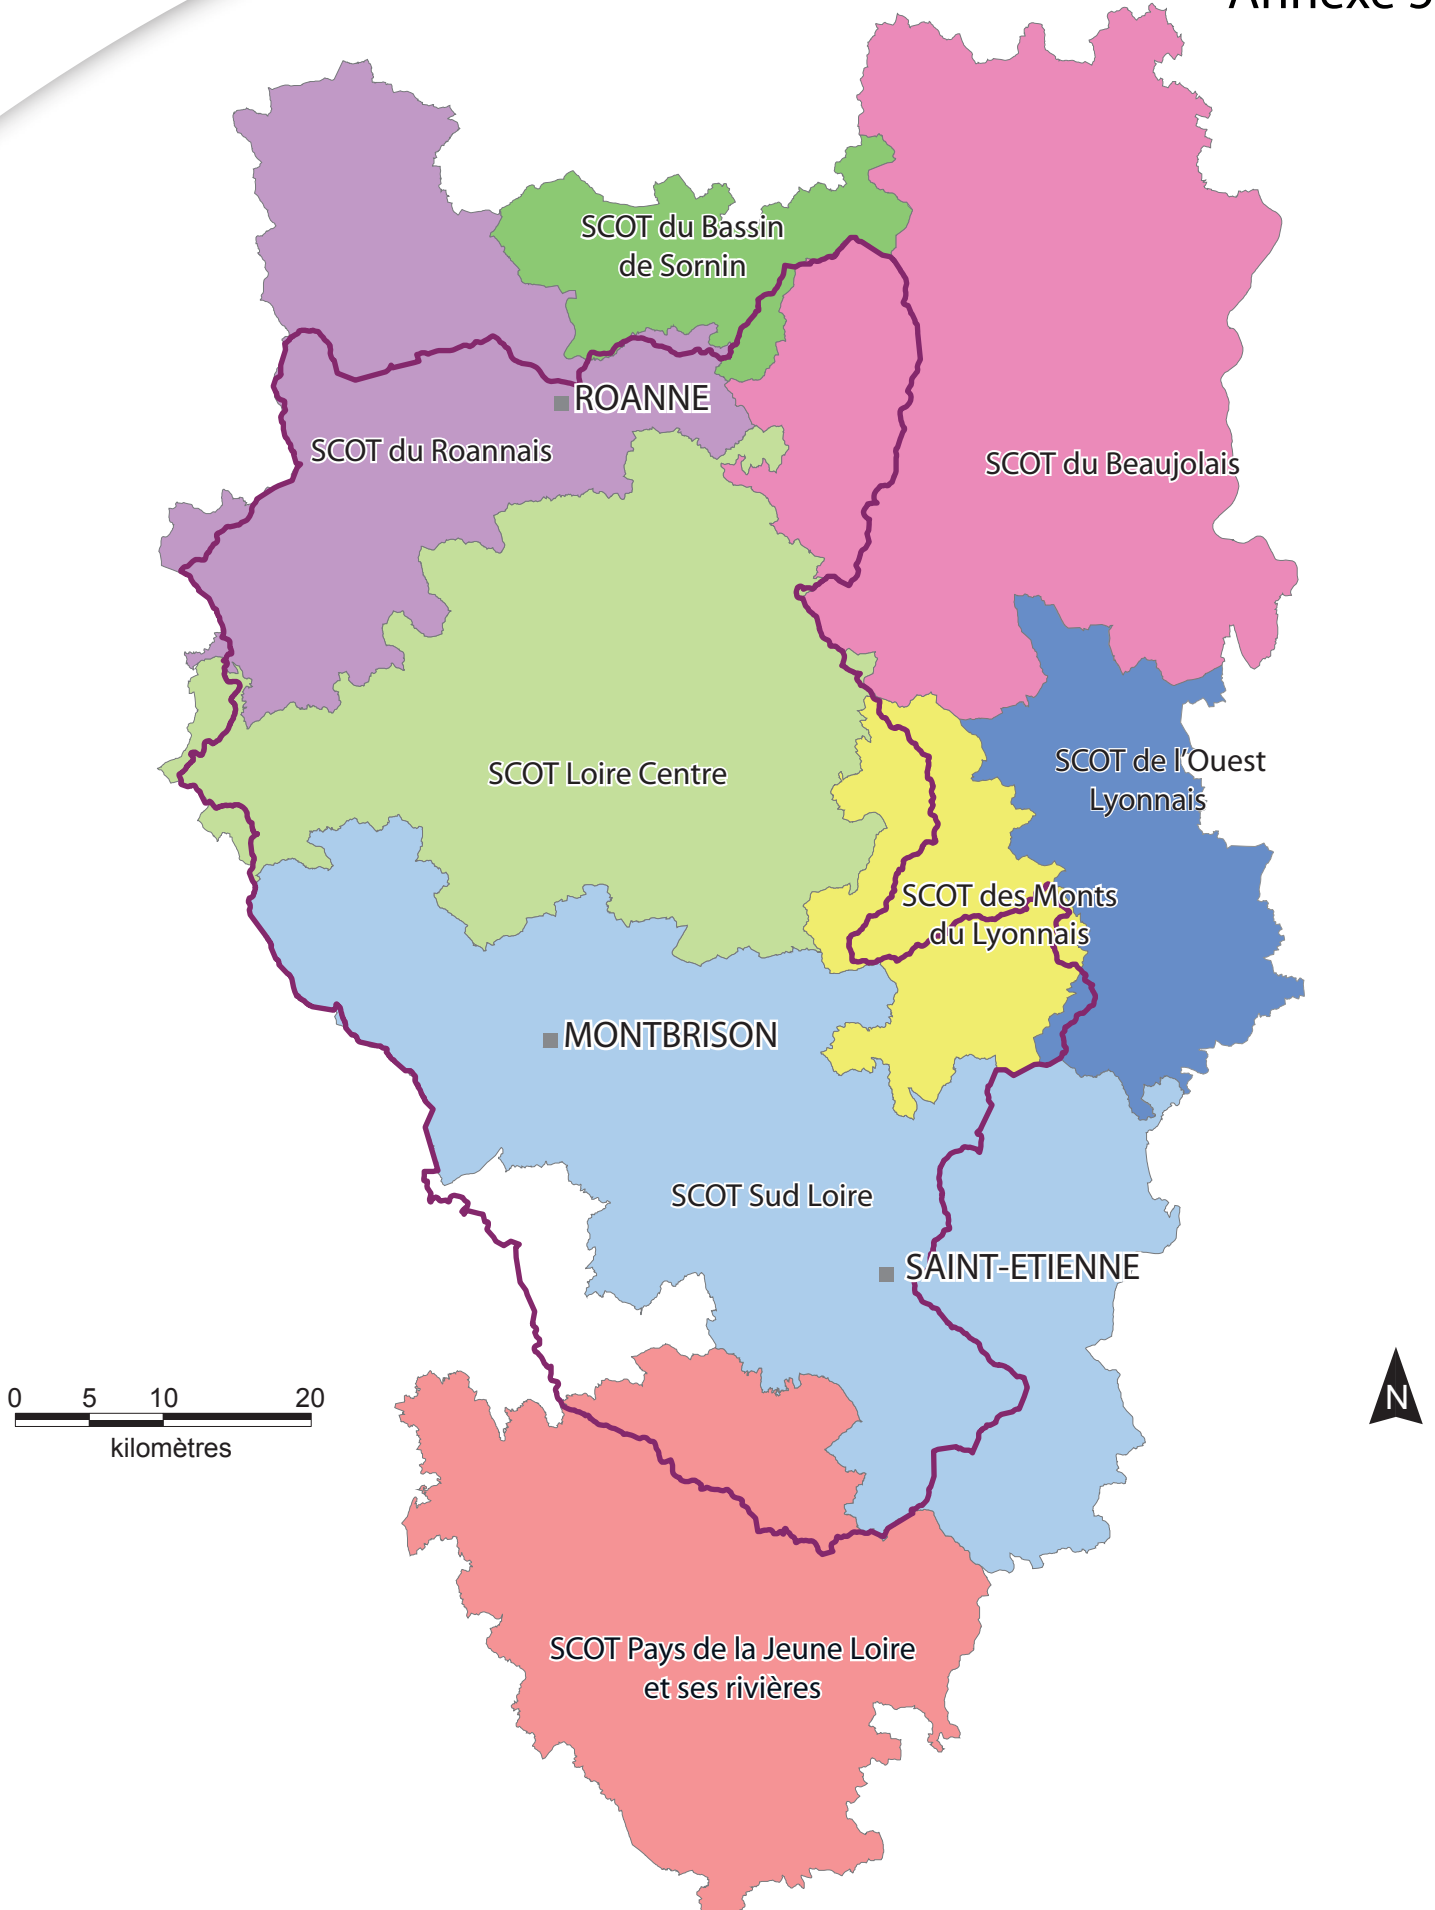 Annexe 3
SCOT du Bassin
de Sornin
ROANNE
SCOT du Roannais
SCOT du Beaujolais
SCOT Loire Centre
SCOT de l'Ouest
Lyonnais
SCOT des Monts
du Lyonnais
MONTBRISON
SCOT Sud Loire
SAINT-ETIENNE
0 5 10 20
kilomètres
N
SCOT Pays de la Jeune Loire
et ses rivières